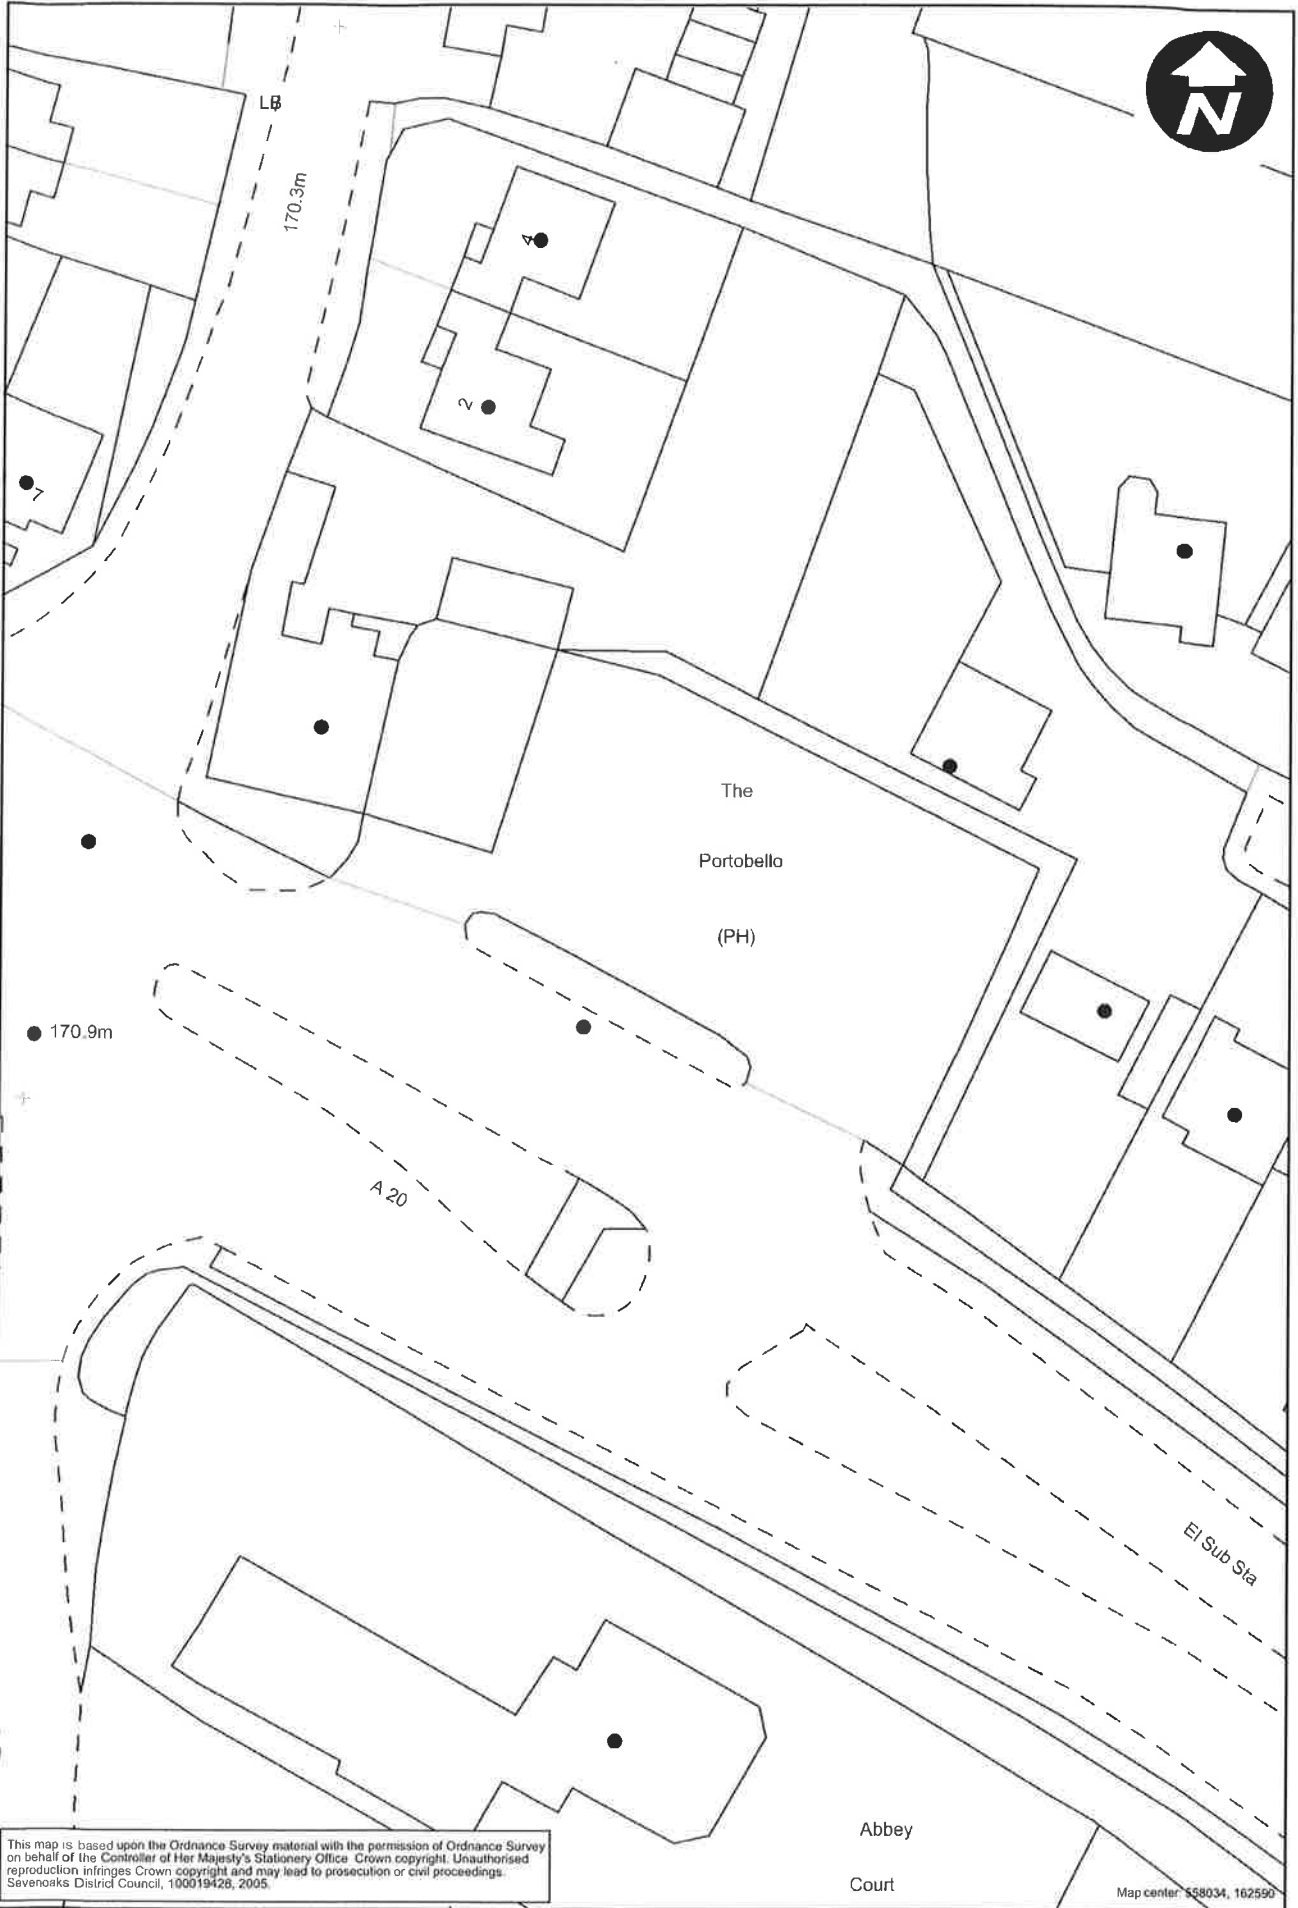 N
LB
170.3m
4
2
7
The
Portobello
(PH)
170.9m
A 20
El Sub Sta
Abbey
Court
This map is based upon the Ordnance Survey material with the permission of Ordnance Survey
on behalf of the Controller of Her Majesty's Stationery Office Crown copyright. Unauthorised
reproduction infringes Crown copyright and may lead to prosecution or civil proceedings.
Sevenoaks District Council, 100019428, 2005.
Map center: 558034, 162590